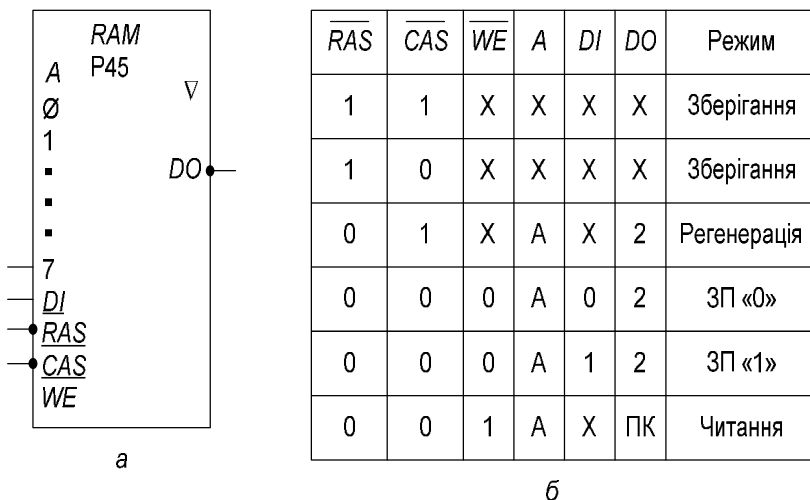 RAM
P45
A
∇
Ø
1
DO
7
DI
RAS
CAS
WE
а
RAS CAS WE A DI DO Режим
1 1 X X X X Зберігання
1 0 X X X X Зберігання
0 1 X A X 2 Регенерація
0 0 0 A 0 2 ЗП «0»
0 0 0 A 1 2 ЗП «1»
0 0 1 A X ПК Читання
б